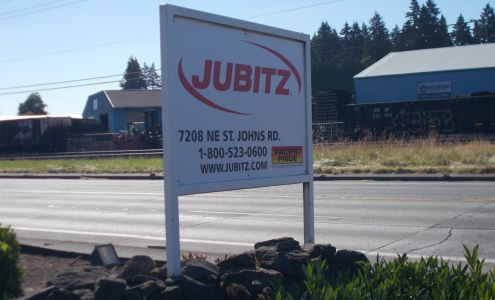 JUBITZ
7208 NE ST. JOHNS RD.
1-800-523-0600
WWW.JUBITZ.COM
PACIFIC
PRIDE